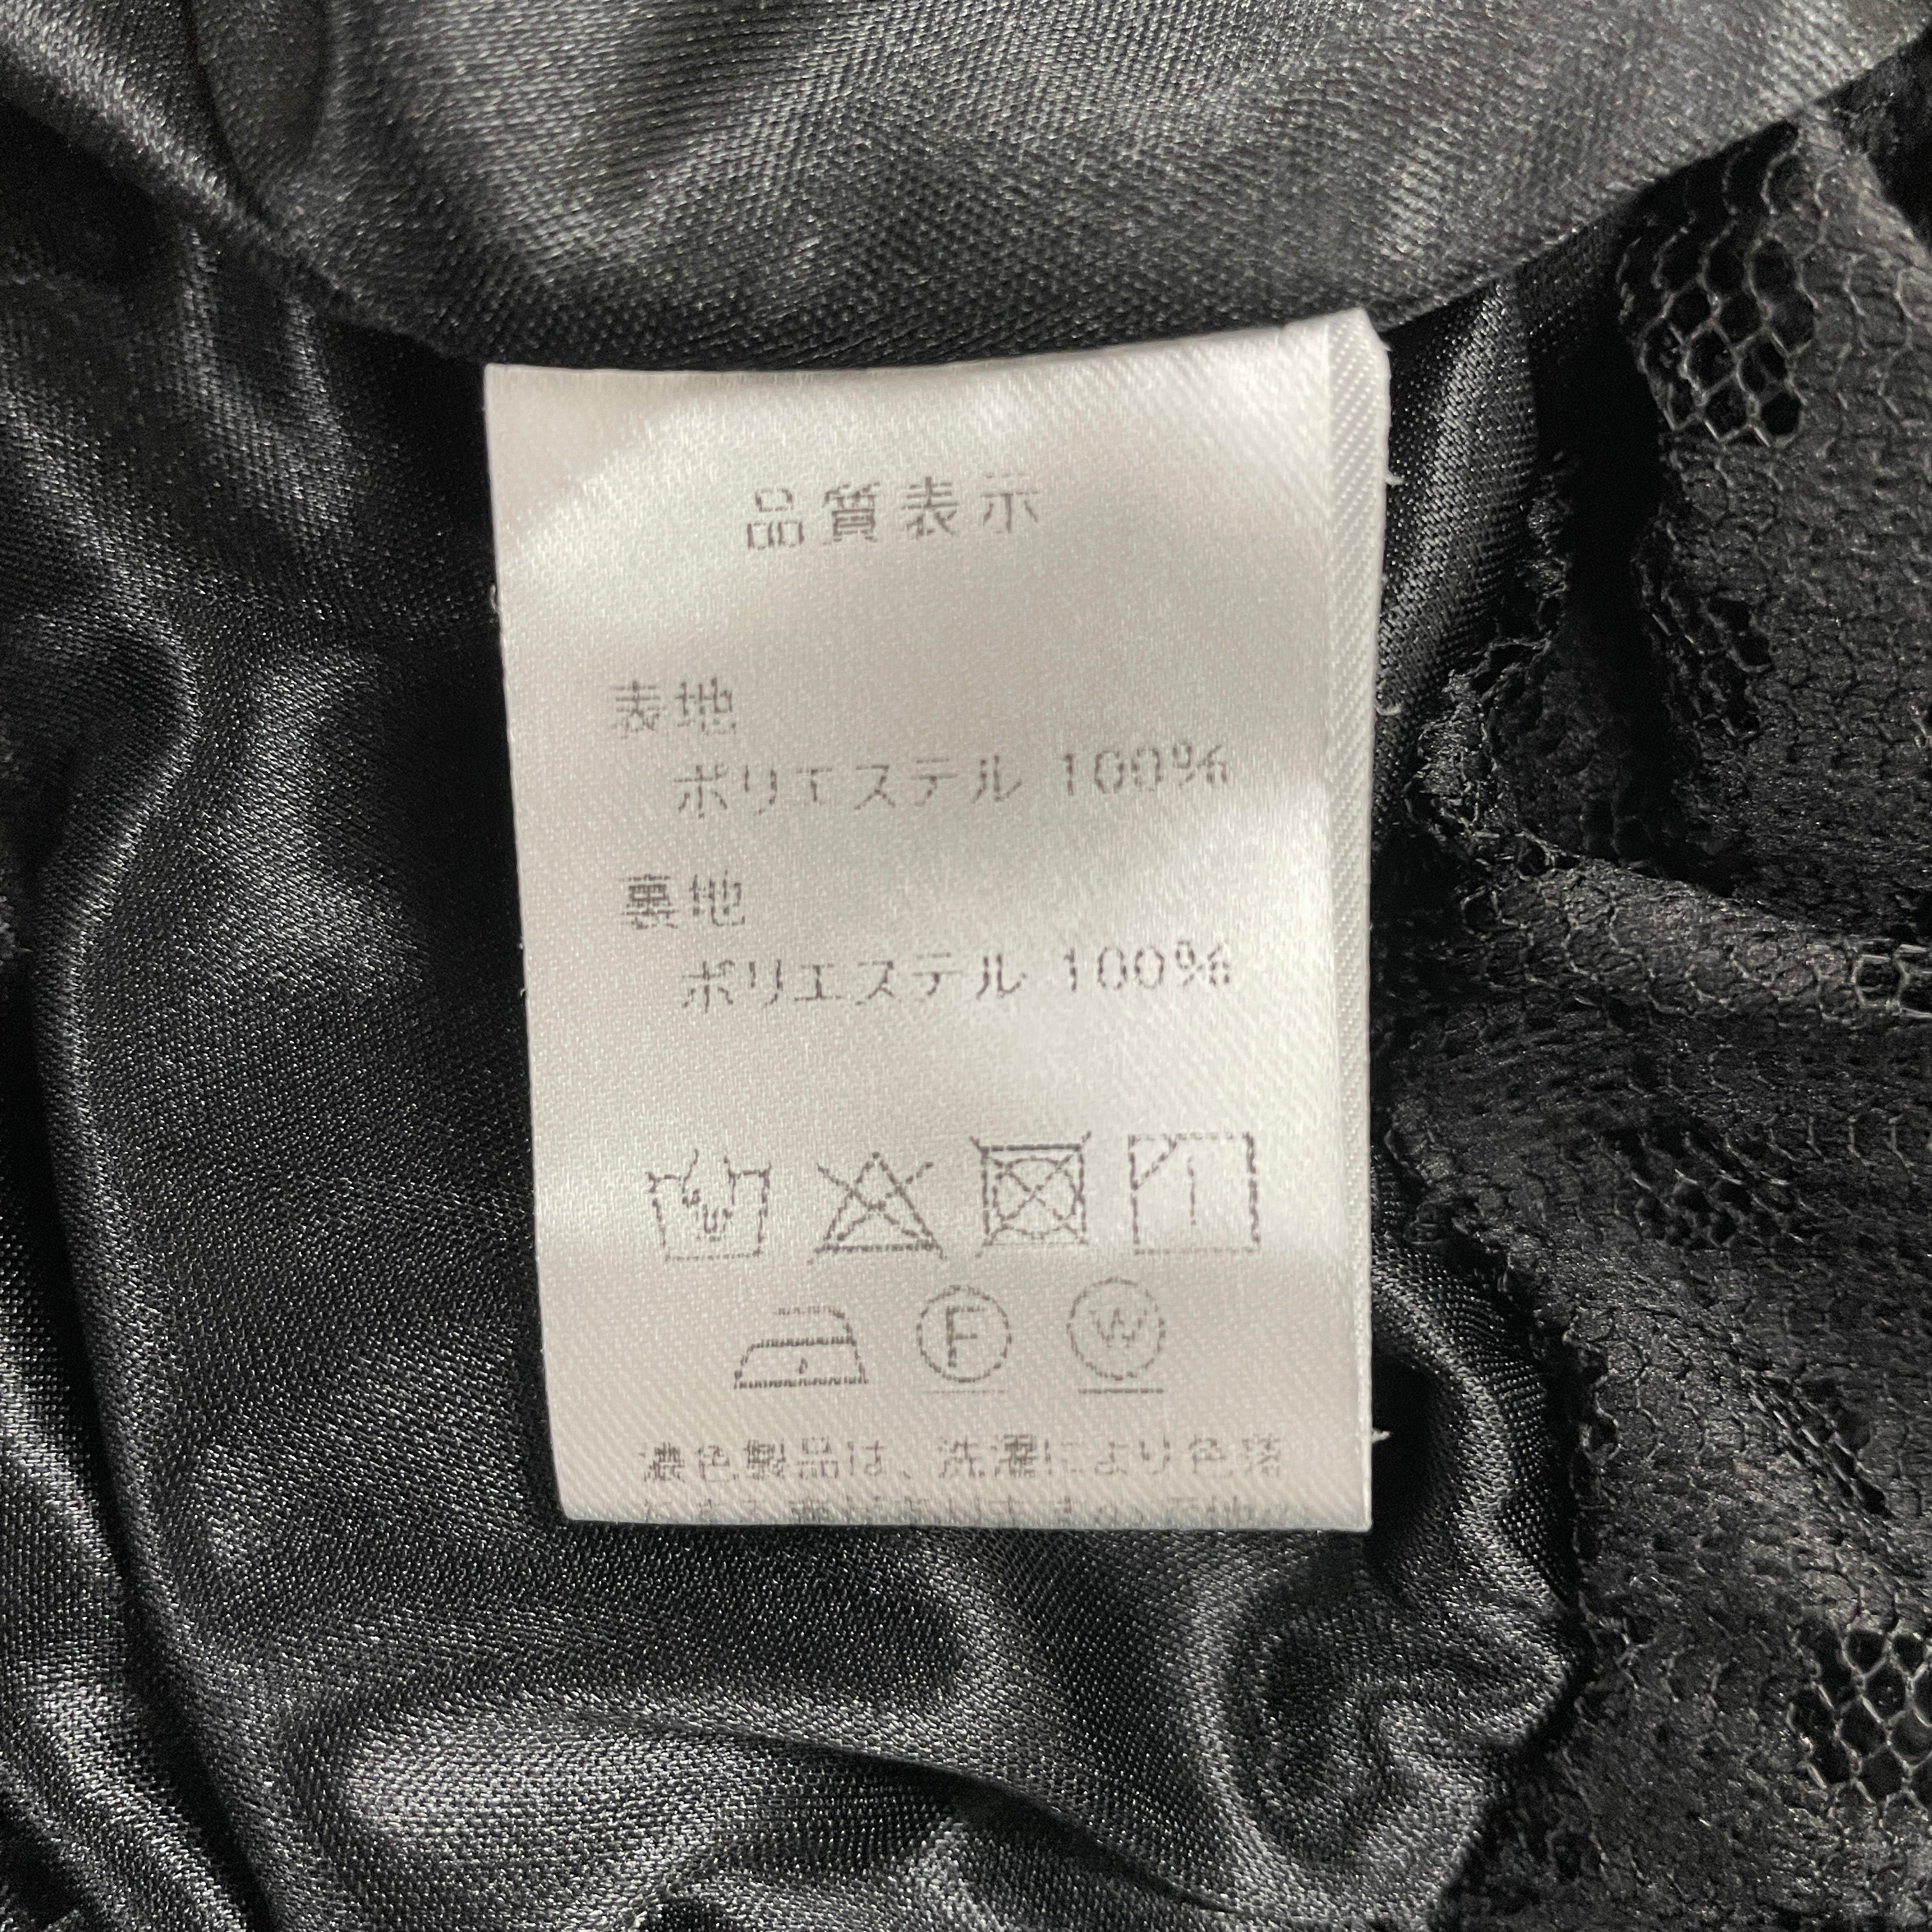 品質表示
表地
ポリエステル 100%
裏地
ポリエステル 100%
F W
濃色製品は、洗濯により色落